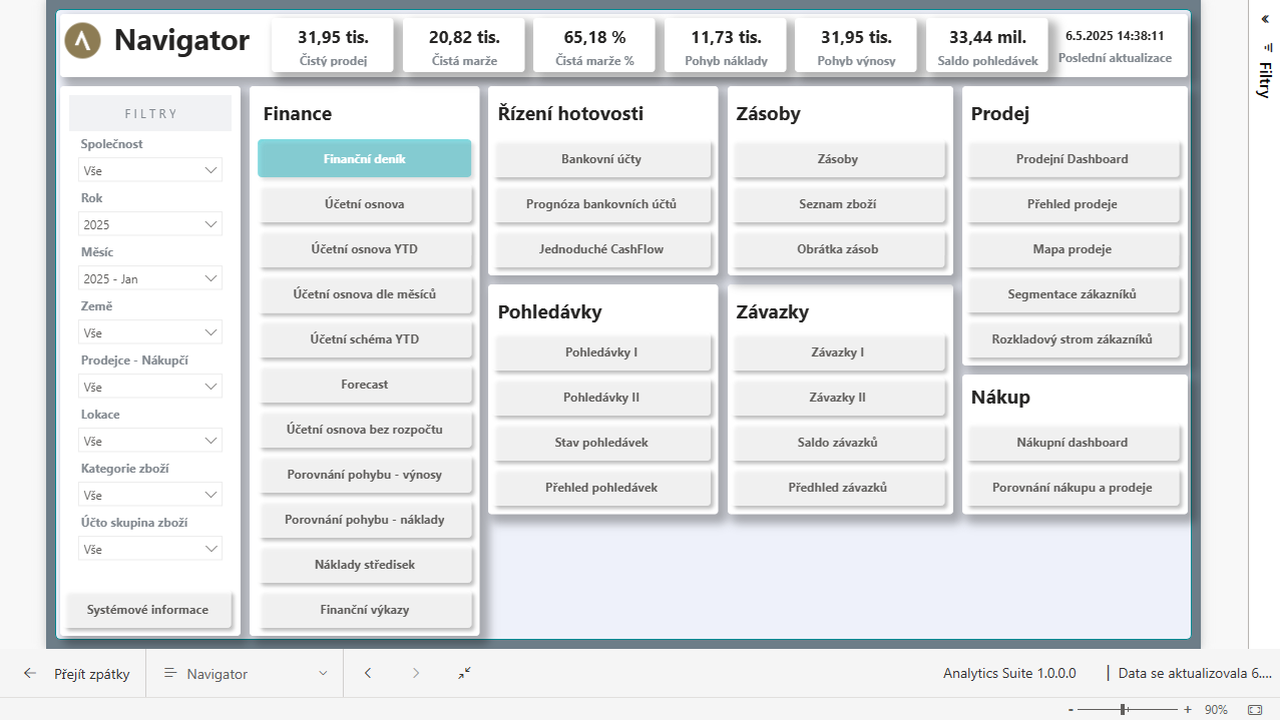 Navigator
31,95 tis.
Čistý prodej
20,82 tis.
Čistá marže
65,18 %
Čistá marže %
11,73 tis.
Pohyb náklady
31,95 tis.
Pohyb výnosy
33,44 mil.
Saldo pohledávek
6.5.2025 14:38:11
Poslední aktualizace
FILTRY
Společnost
Vše
Rok
2025
Měsíc
2025 - Jan
Země
Vše
Prodejce - Nákupčí
Vše
Lokace
Vše
Kategorie zboží
Vše
Účto skupina zboží
Vše
Systémové informace
Finance
Finanční deník
Účetní osnova
Účetní osnova YTD
Účetní osnova dle měsíců
Účetní schéma YTD
Forecast
Účetní osnova bez rozpočtu
Porovnání pohybu - výnosy
Porovnání pohybu - náklady
Náklady středisek
Finanční výkazy
Řízení hotovosti
Bankovní účty
Prognóza bankovních účtů
Jednoduché CashFlow
Pohledávky
Pohledávky I
Pohledávky II
Stav pohledávek
Přehled pohledávek
Zásoby
Zásoby
Seznam zboží
Obrátka zásob
Závazky
Závazky I
Závazky II
Saldo závazků
Předhled závazků
Prodej
Prodejní Dashboard
Přehled prodeje
Mapa prodeje
Segmentace zákazníků
Rozkladový strom zákazníků
Nákup
Nákupní dashboard
Porovnání nákupu a prodeje
Filtry
Přejít zpátky
Navigator
Analytics Suite 1.0.0.0
| Data se aktualizovala 6....
- + 90%